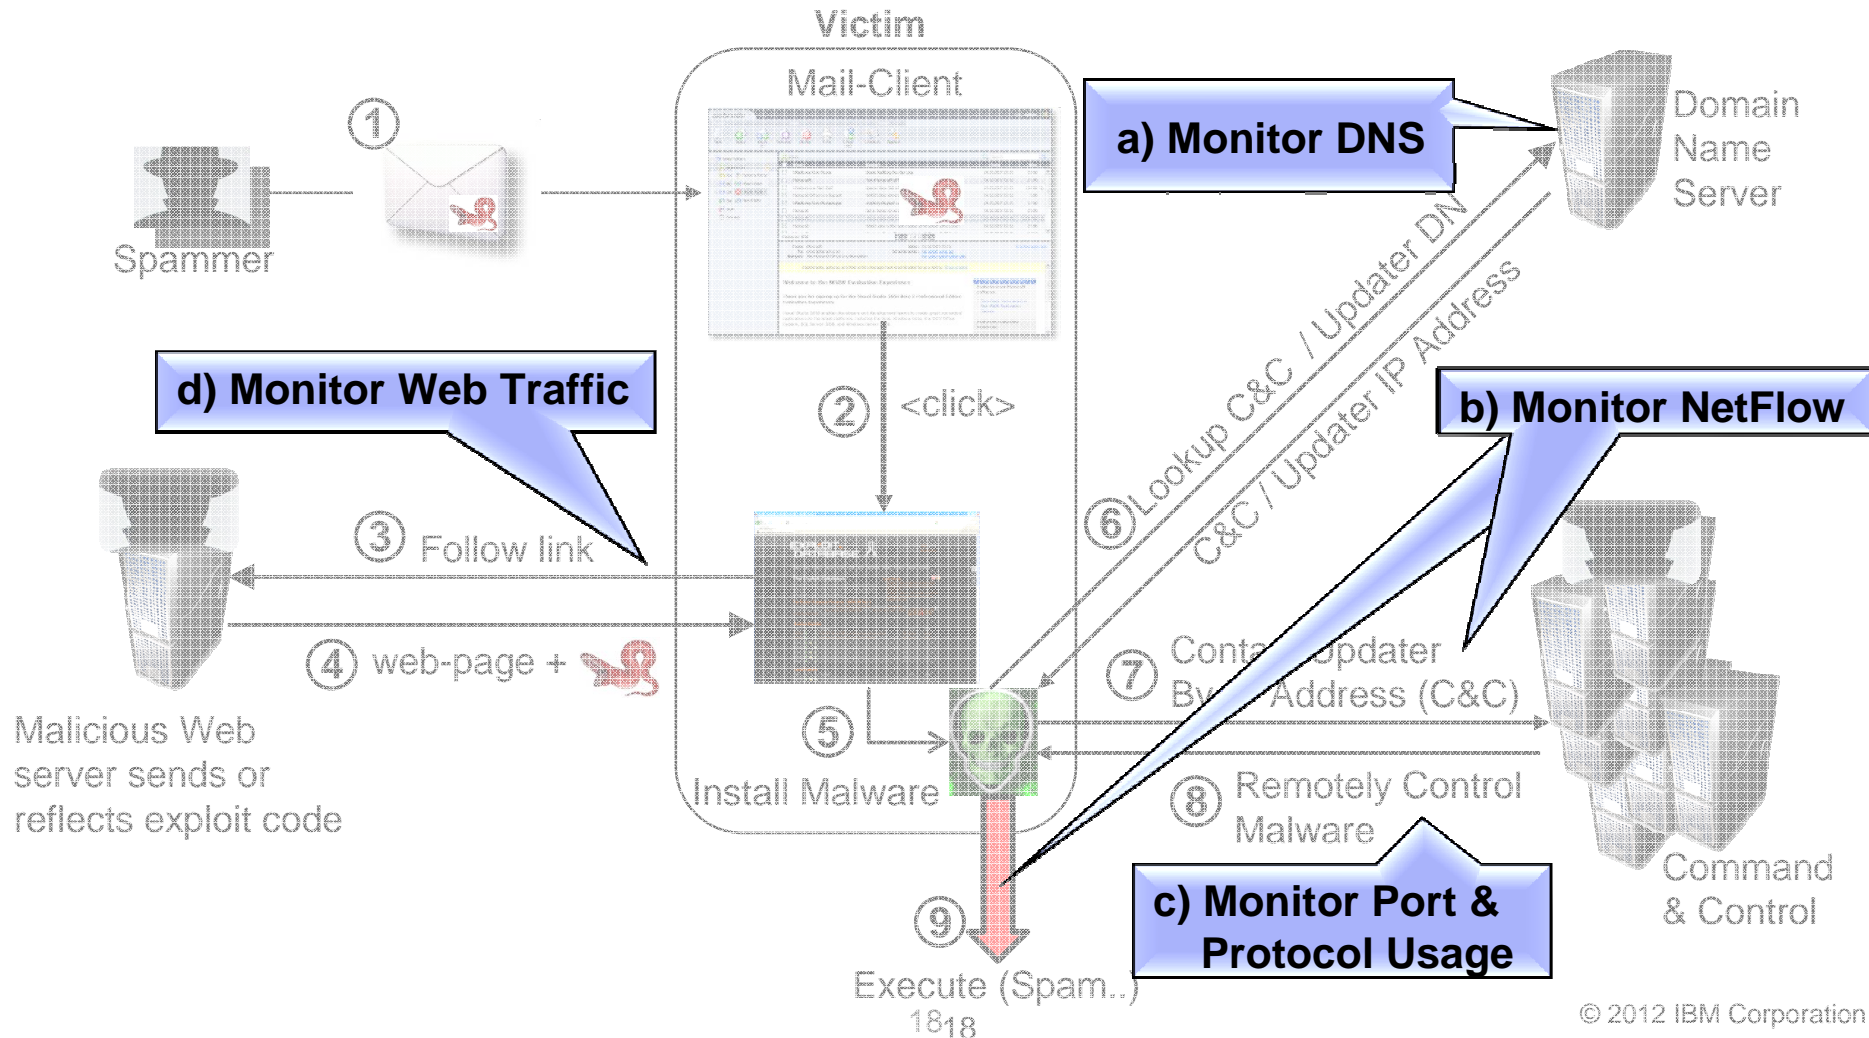 Victim
Mail-Client
1
Spammer
a) Monitor DNS
Domain
Name
Server
d) Monitor Web Traffic
2
<click>
Lookup C&C / Updater DN
C&C / Updater IP Address
6
b) Monitor NetFlow
3
Follow link
4
web-page +
Malicious Web
server sends or
reflects exploit code
5
Install Malware
7
Conta Updater
By Address (C&C)
8
Remotely Control
Malware
c) Monitor Port &
Protocol Usage
Command
& Control
9
Execute (Spam..)
1818
© 2012 IBM Corporation